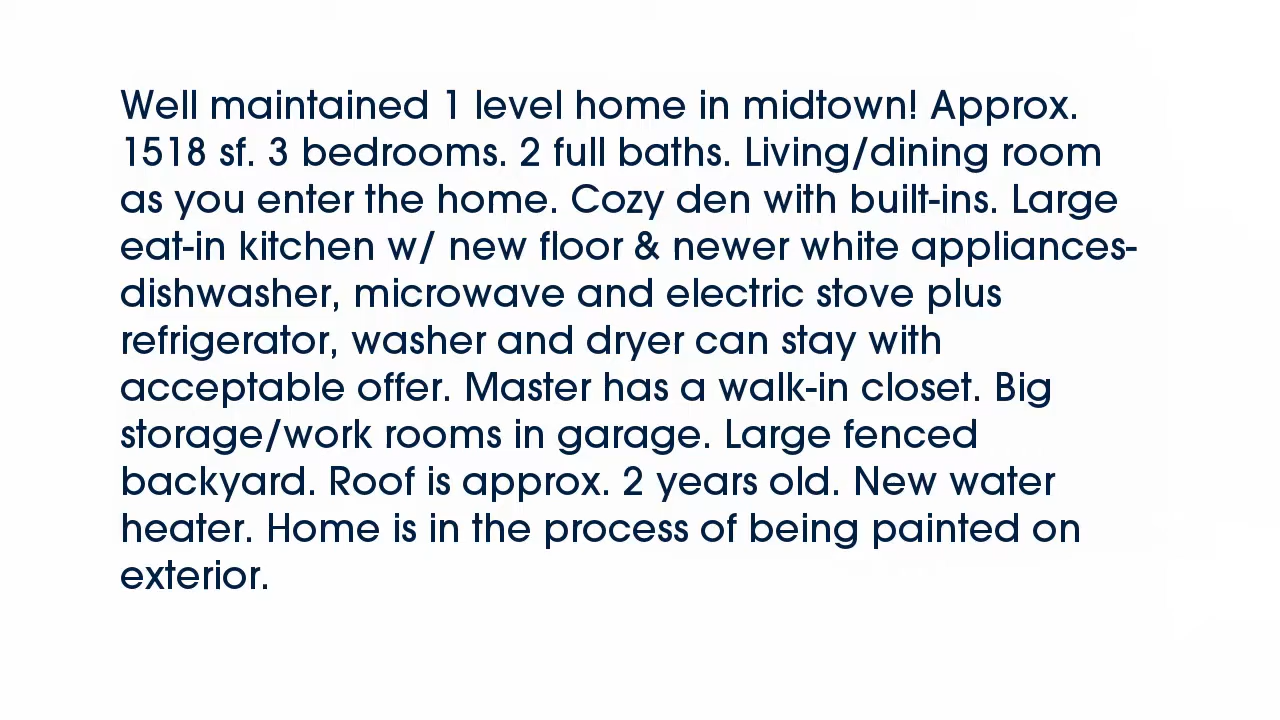 Well maintained 1 level home in midtown! Approx.
1518 sf. 3 bedrooms. 2 full baths. Living/dining room
as you enter the home. Cozy den with built-ins. Large
eat-in kitchen w/ new floor & newer white appliances-
dishwasher, microwave and electric stove plus
refrigerator, washer and dryer can stay with
acceptable offer. Master has a walk-in closet. Big
storage/work rooms in garage. Large fenced
backyard. Roof is approx. 2 years old. New water
heater. Home is in the process of being painted on
exterior.